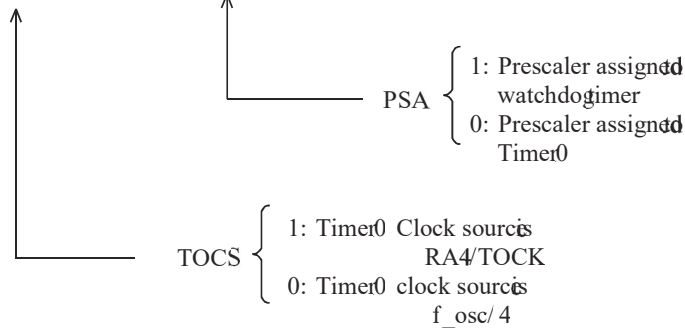 1: Prescaler assigned to
PSA
watchdog timer
0: Prescaler assigned to
Timer0
1: Timer0 Clock source is
TOCS
RA4/TOCK
0: Timer0 clock source is
f_osc/4